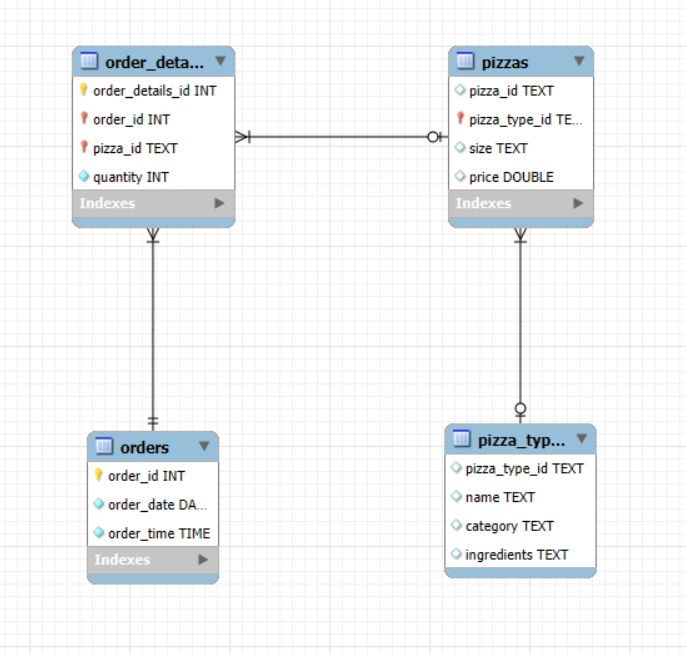 order_deta...
order_details_id INT
order_id INT
pizza_id TEXT
quantity INT
Indexes
pizzas
pizza_id TEXT
pizza_type_id TE...
size TEXT
price DOUBLE
Indexes
orders
order_id INT
order_date DA...
order_time TIME
Indexes
pizza_typ...
pizza_type_id TEXT
name TEXT
category TEXT
ingredients TEXT